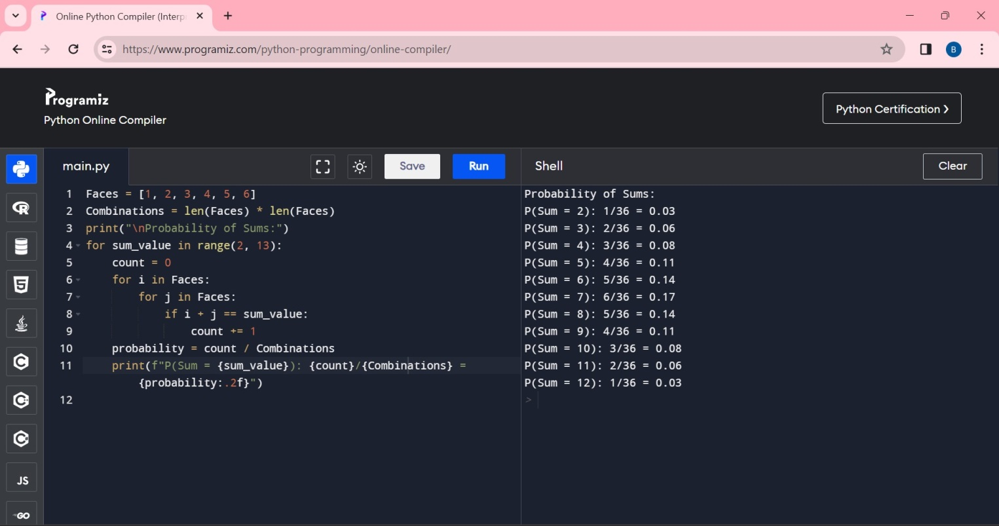 Online Python Compiler (Interp
https://www.programiz.com/python-programming/online-compiler/
B
Programiz
Python Online Compiler
Python Certification ❯
main.py
Save
Run
Shell
Clear
1 Faces = [1, 2, 3, 4, 5, 6]
2 Combinations = len(Faces) * len(Faces)
3 print("\nProbability of Sums:")
4 for sum_value in range(2, 13):
5     count = 0
6     for i in Faces:
7         for j in Faces:
8             if i + j == sum_value:
9                 count += 1
10     probability = count / Combinations
11     print(f"P(Sum = {sum_value}): {count}/{Combinations} =
        {probability:.2f}")
12
Probability of Sums:
P(Sum = 2): 1/36 = 0.03
P(Sum = 3): 2/36 = 0.06
P(Sum = 4): 3/36 = 0.08
P(Sum = 5): 4/36 = 0.11
P(Sum = 6): 5/36 = 0.14
P(Sum = 7): 6/36 = 0.17
P(Sum = 8): 5/36 = 0.14
P(Sum = 9): 4/36 = 0.11
P(Sum = 10): 3/36 = 0.08
P(Sum = 11): 2/36 = 0.06
P(Sum = 12): 1/36 = 0.03
>
R
5
C
C
C
JS
GO